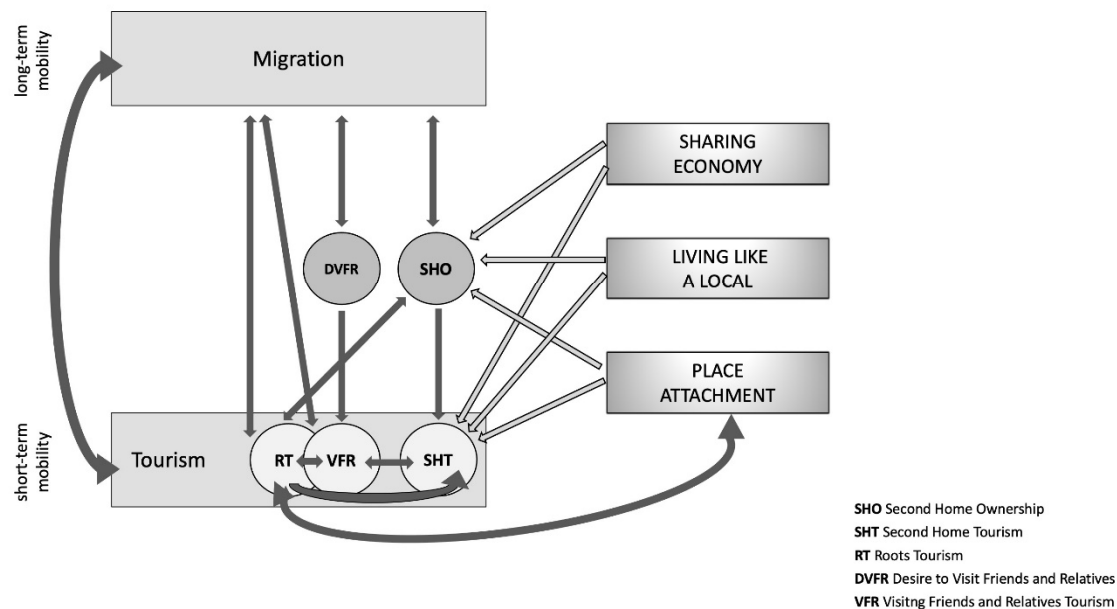 long-term
mobility
Migration
SHARING
ECONOMY
DVFR
SHO
LIVING LIKE
A LOCAL
PLACE
ATTACHMENT
short-term
mobility
Tourism
RT
VFR
SHT
SHO Second Home Ownership
SHT Second Home Tourism
RT Roots Tourism
DVFR Desire to Visit Friends and Relatives
VFR Visitng Friends and Relatives Tourism